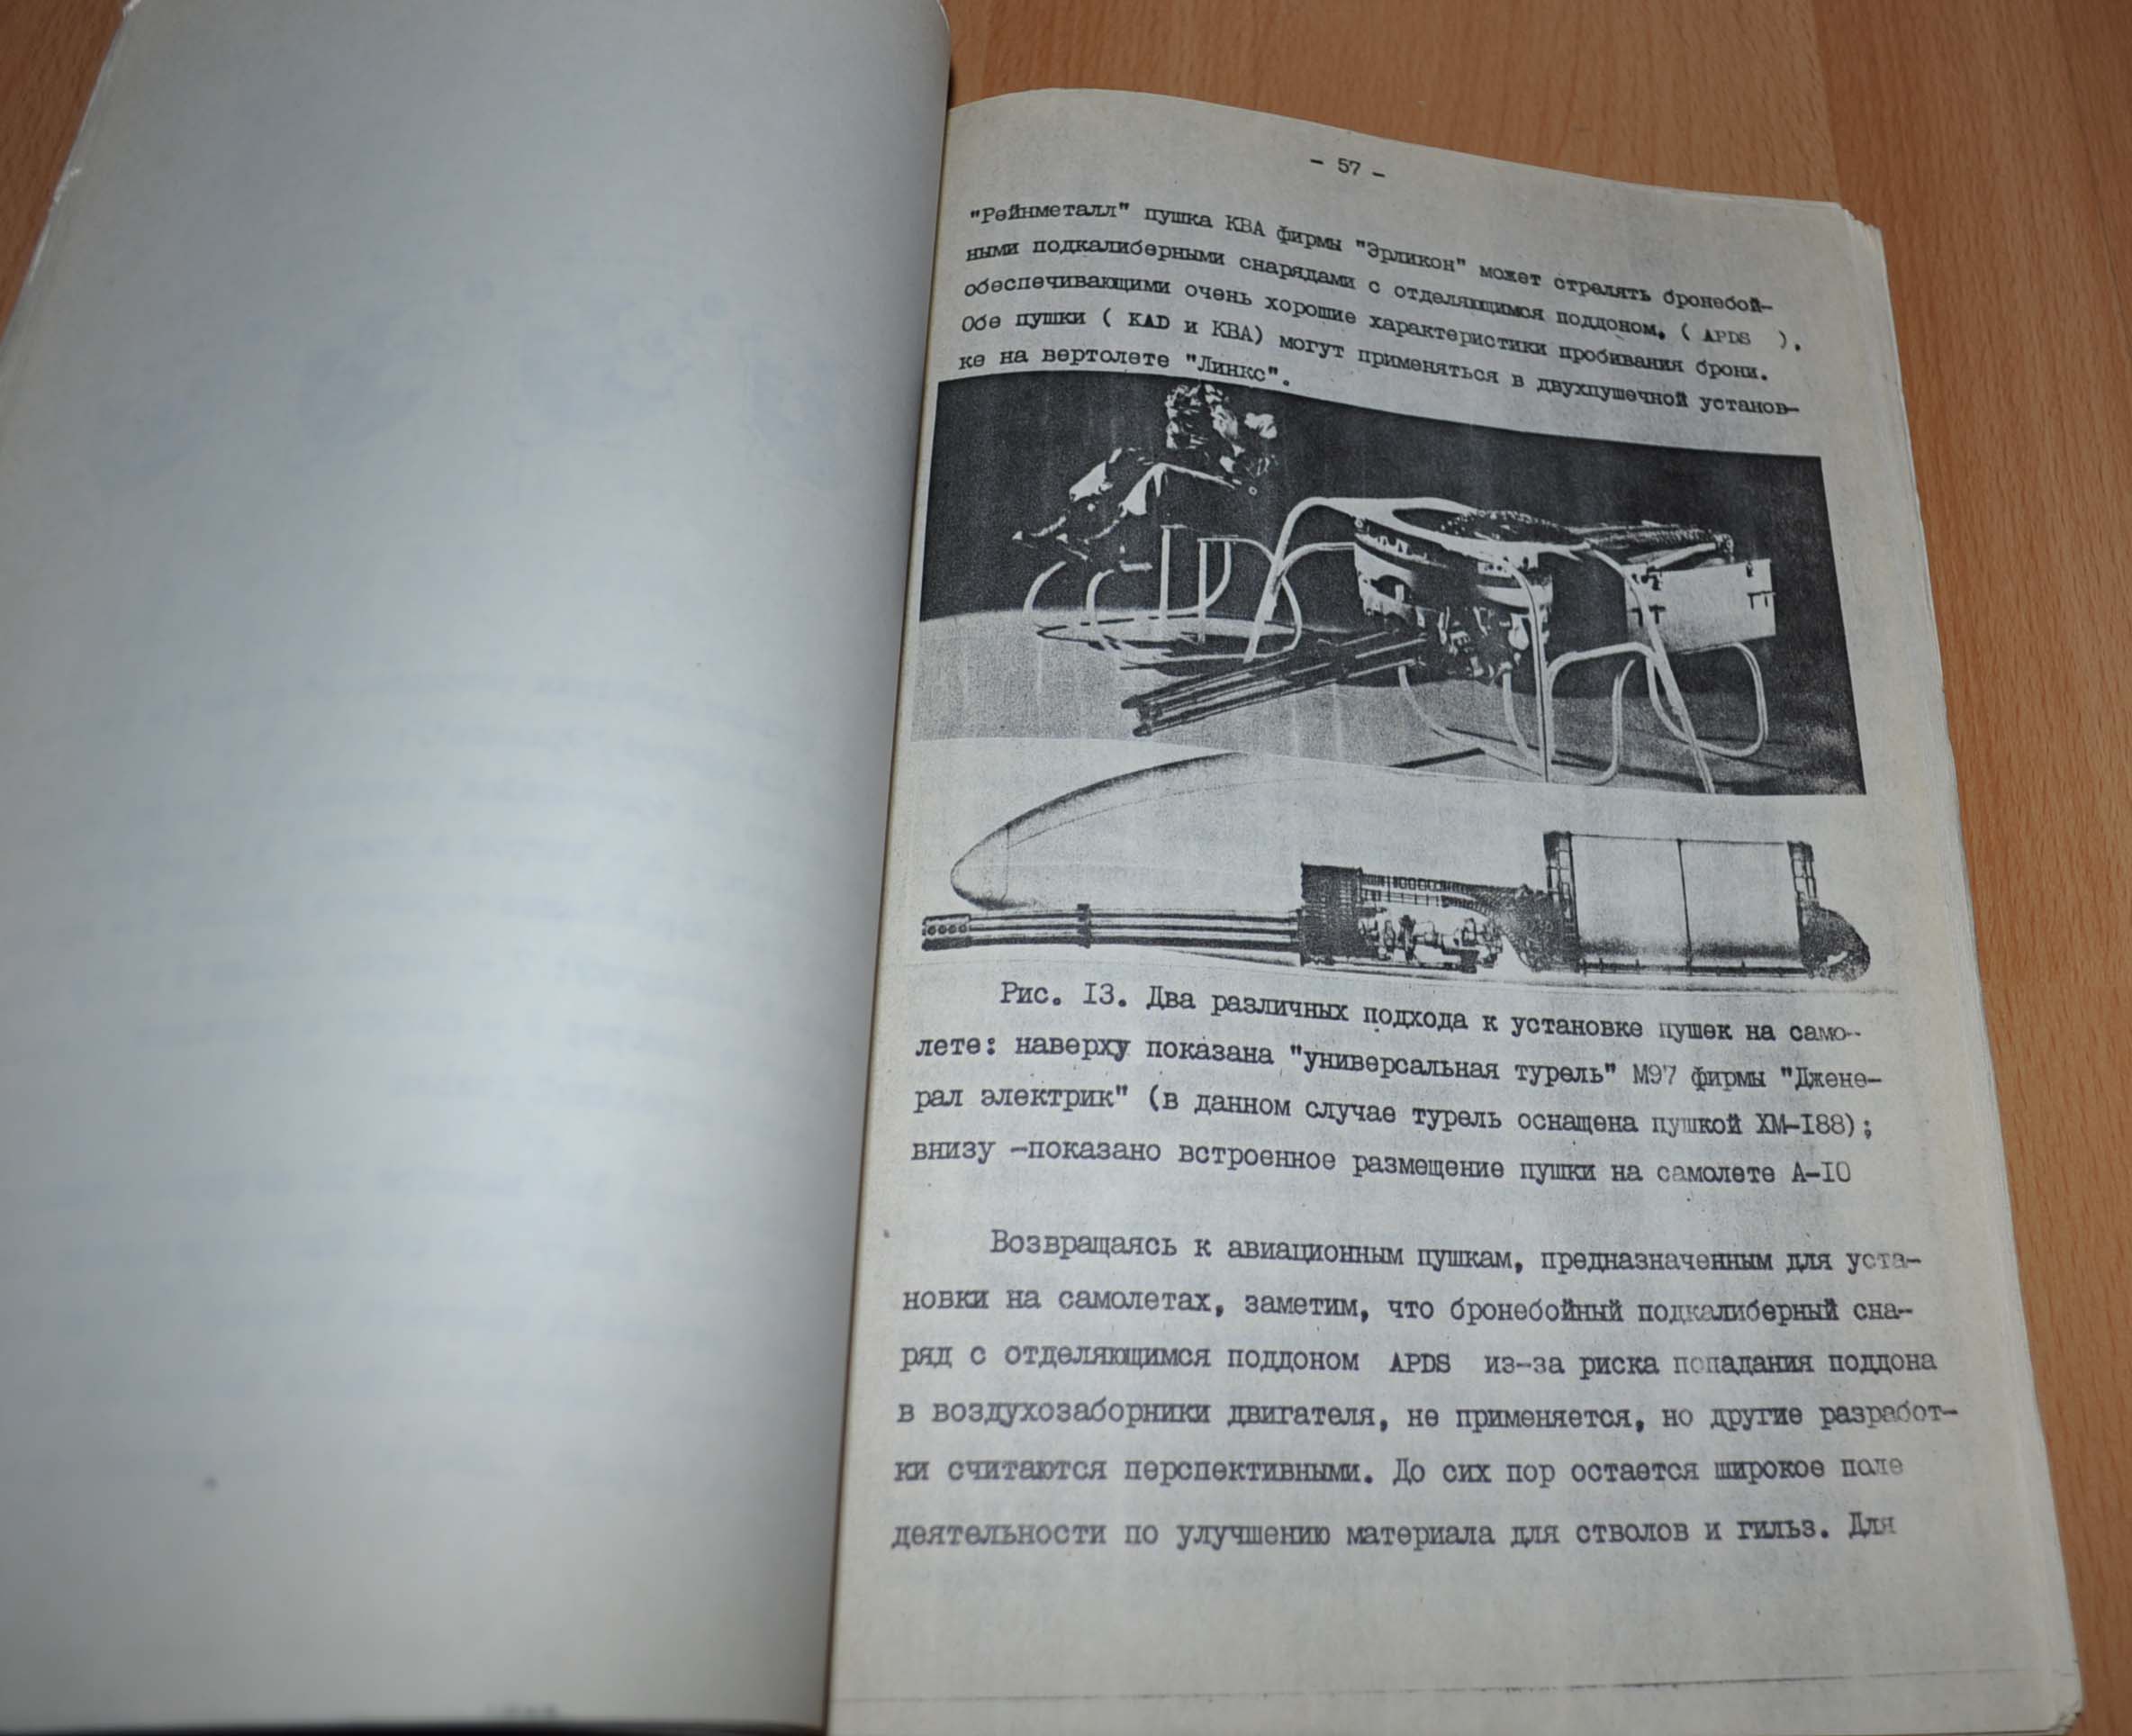 - 57 -
"Рейнметалл" пушка КВА фирмы "Эрликон" может стрелять бронебой-
ными подкалиберными снарядами с отделяющимся поддоном. ( APDS ).
обеспечивающими очень хорошие характеристики пробивания брони.
Обе пушки ( KAD и КВА) могут применяться в двухпушечной установ-
ке на вертолете "Линкс".
Рис. I3. Два различных подхода к установке пушек на само-
лете: наверху показана "универсальная турель" М97 фирмы "Джене-
рал электрик" (в данном случае турель оснащена пушкой ХМ-I88);
внизу -показано встроенное размещение пушки на самолете А-IO
Возвращаясь к авиационным пушкам, предназначенным для уста-
новки на самолетах, заметим, что бронебойный подкалиберный сна-
ряд с отделяющимся поддоном APDS из-за риска попадания поддона
в воздухозаборники двигателя, не применяется, но другие разработ-
ки считаются перспективными. До сих пор остается широкое поле
деятельности по улучшению материала для стволов и гильз. Для